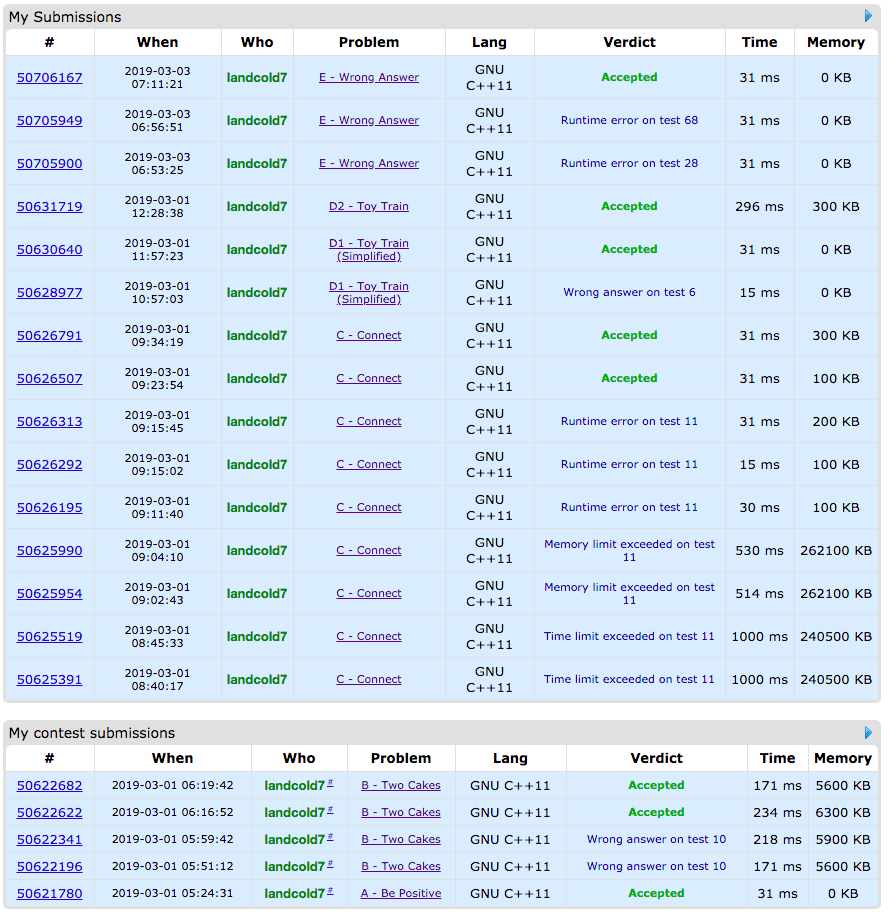 My Submissions
# When Who Problem Lang Verdict Time Memory
50706167 2019-03-03 07:11:21 landcold7 E - Wrong Answer GNU C++11 Accepted 31 ms 0 KB
50705949 2019-03-03 06:56:51 landcold7 E - Wrong Answer GNU C++11 Runtime error on test 68 31 ms 0 KB
50705900 2019-03-03 06:53:25 landcold7 E - Wrong Answer GNU C++11 Runtime error on test 28 31 ms 0 KB
50631719 2019-03-01 12:28:38 landcold7 D2 - Toy Train GNU C++11 Accepted 296 ms 300 KB
50630640 2019-03-01 11:57:23 landcold7 D1 - Toy Train (Simplified) GNU C++11 Accepted 31 ms 0 KB
50628977 2019-03-01 10:57:03 landcold7 D1 - Toy Train (Simplified) GNU C++11 Wrong answer on test 6 15 ms 0 KB
50626791 2019-03-01 09:34:19 landcold7 C - Connect GNU C++11 Accepted 31 ms 300 KB
50626507 2019-03-01 09:23:54 landcold7 C - Connect GNU C++11 Accepted 31 ms 100 KB
50626313 2019-03-01 09:15:45 landcold7 C - Connect GNU C++11 Runtime error on test 11 31 ms 200 KB
50626292 2019-03-01 09:15:02 landcold7 C - Connect GNU C++11 Runtime error on test 11 15 ms 100 KB
50626195 2019-03-01 09:11:40 landcold7 C - Connect GNU C++11 Runtime error on test 11 30 ms 100 KB
50625990 2019-03-01 09:04:10 landcold7 C - Connect GNU C++11 Memory limit exceeded on test 11 530 ms 262100 KB
50625954 2019-03-01 09:02:43 landcold7 C - Connect GNU C++11 Memory limit exceeded on test 11 514 ms 262100 KB
50625519 2019-03-01 08:45:33 landcold7 C - Connect GNU C++11 Time limit exceeded on test 11 1000 ms 240500 KB
50625391 2019-03-01 08:40:17 landcold7 C - Connect GNU C++11 Time limit exceeded on test 11 1000 ms 240500 KB
My contest submissions
# When Who Problem Lang Verdict Time Memory
50622682 2019-03-01 06:19:42 landcold7 # B - Two Cakes GNU C++11 Accepted 171 ms 5600 KB
50622622 2019-03-01 06:16:52 landcold7 # B - Two Cakes GNU C++11 Accepted 234 ms 6300 KB
50622341 2019-03-01 05:59:42 landcold7 # B - Two Cakes GNU C++11 Wrong answer on test 10 218 ms 5900 KB
50622196 2019-03-01 05:51:12 landcold7 # B - Two Cakes GNU C++11 Wrong answer on test 10 171 ms 5600 KB
50621780 2019-03-01 05:24:31 landcold7 # A - Be Positive GNU C++11 Accepted 31 ms 0 KB